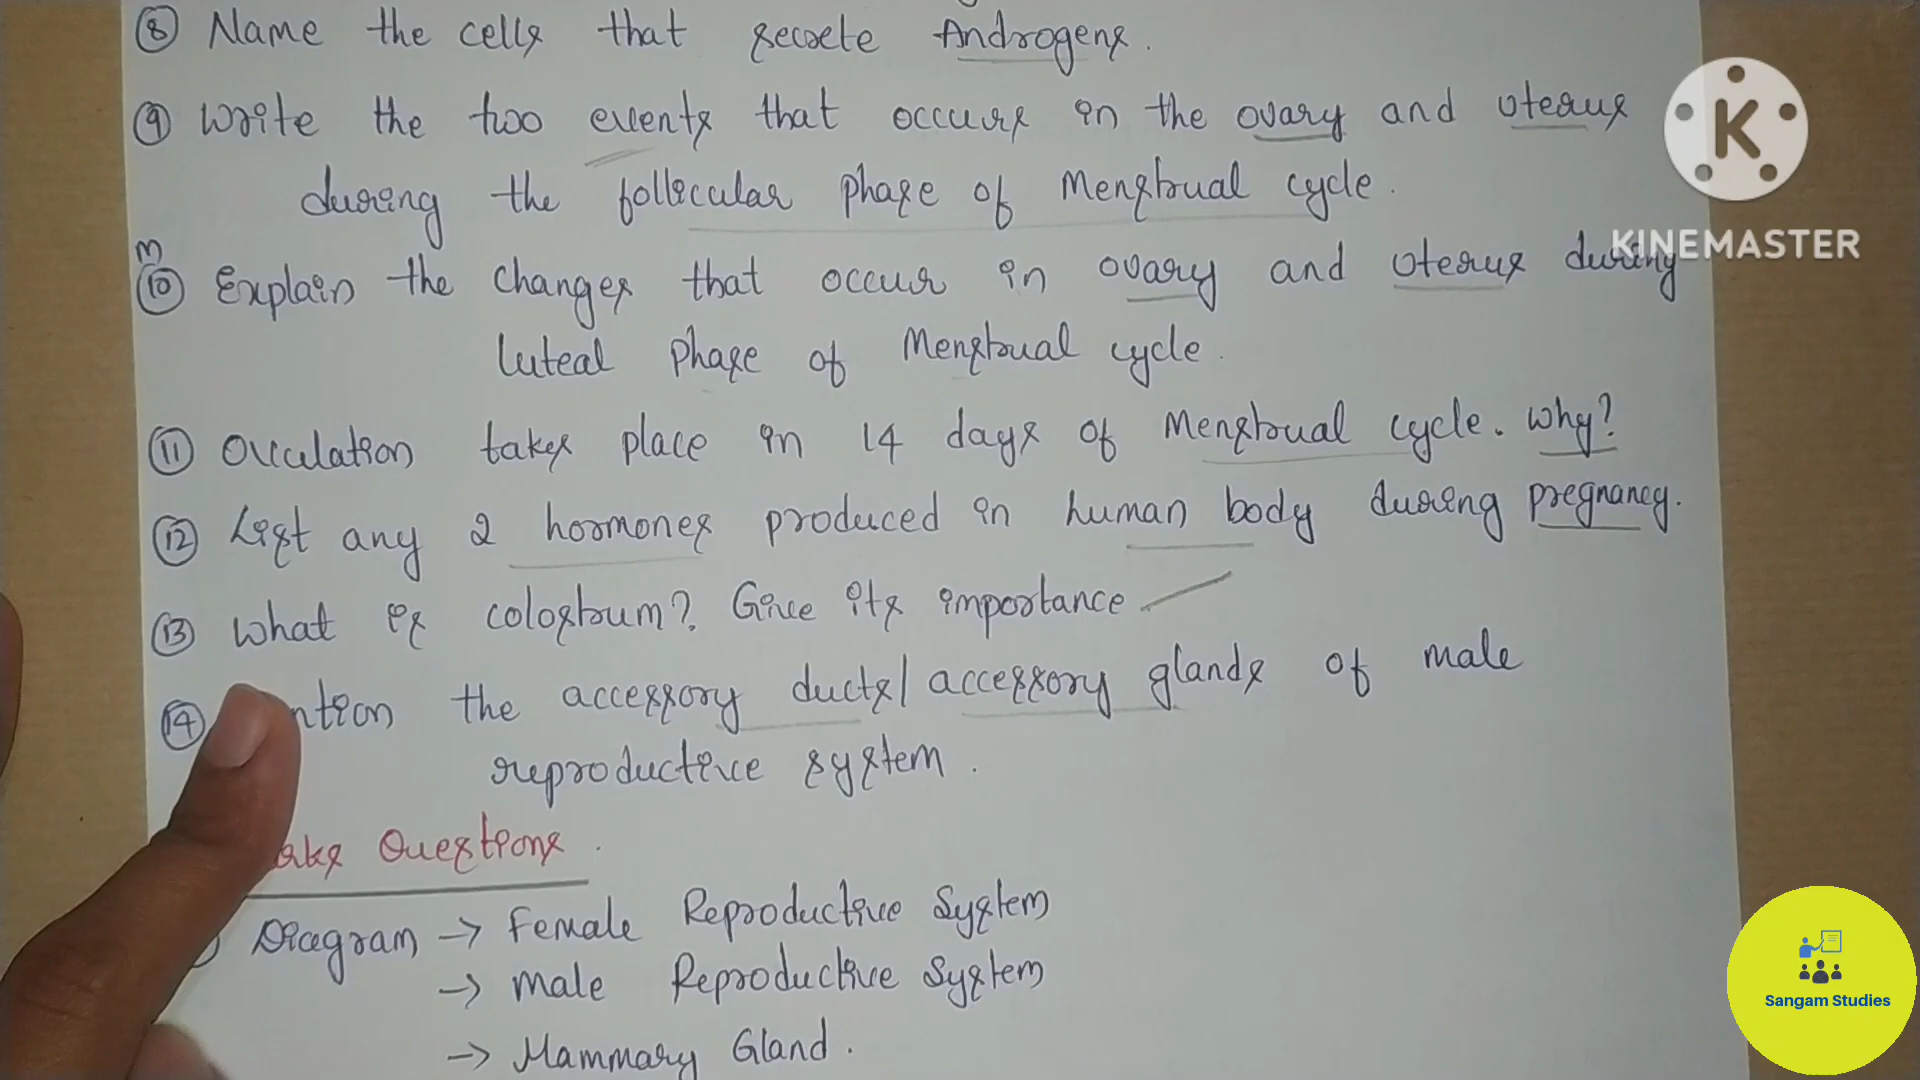 8 Name the cells that secrete Androgens.
9 Write the two events that occurs in the ovary and uterus
during the follicular phase of Menstrual cycle.
M
10 Explain the changes that occur in ovary and uterus during
luteal phase of Menstrual cycle.
11 Ovulation takes place in 14 days of Menstrual cycle. Why?
12 List any 2 hormones produced in human body during pregnancy.
13 What is colostrum? Give its importance
14 ntion the accessory ducts/accessory glands of male
reproductive system.
arks Questions.
Diagram → Female Reproductive System
→ Male Reproductive System
→ Mammary Gland.
K
KINEMASTER
Sangam Studies